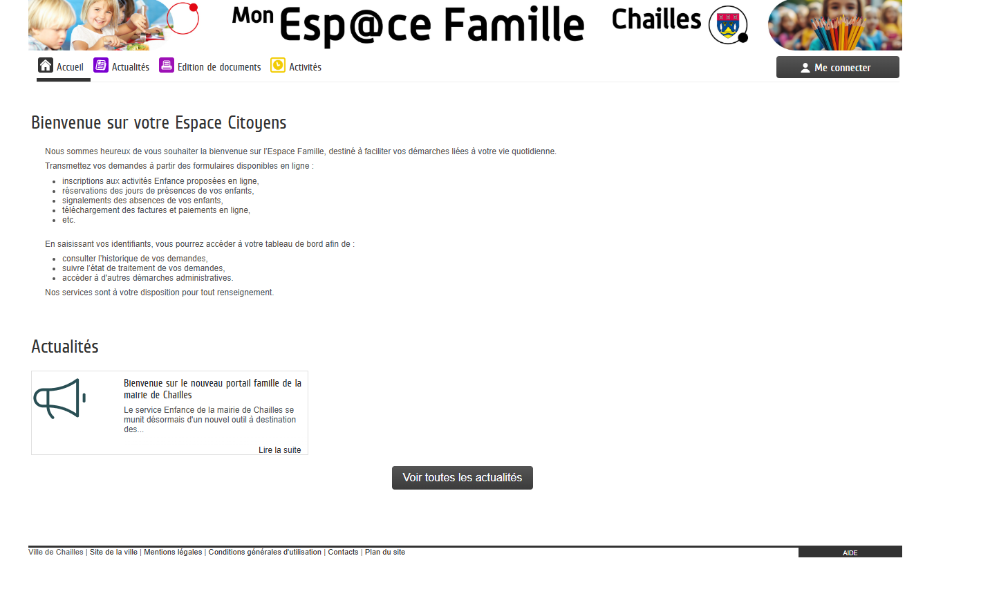 Mon Esp@ce Famille Chailles
Accueil Actualités Edition de documents Activités Me connecter
Bienvenue sur votre Espace Citoyens
Nous sommes heureux de vous souhaiter la bienvenue sur l'Espace Famille, destiné à faciliter vos démarches liées à votre vie quotidienne.
Transmettez vos demandes à partir des formulaires disponibles en ligne :
inscriptions aux activités Enfance proposées en ligne,
réservations des jours de présences de vos enfants,
signalements des absences de vos enfants,
téléchargement des factures et paiements en ligne,
etc.
En saisissant vos identifiants, vous pourrez accéder à votre tableau de bord afin de :
consulter l’historique de vos demandes,
suivre l’état de traitement de vos demandes,
accéder à d'autres démarches administratives.
Nos services sont à votre disposition pour tout renseignement.
Actualités
Bienvenue sur le nouveau portail famille de la
mairie de Chailles
Le service Enfance de la mairie de Chailles se
munit désormais d'un nouvel outil à destination
des...
Lire la suite
Voir toutes les actualités
Ville de Chailles | Site de la ville | Mentions légales | Conditions générales d'utilisation | Contacts | Plan du site
AIDE